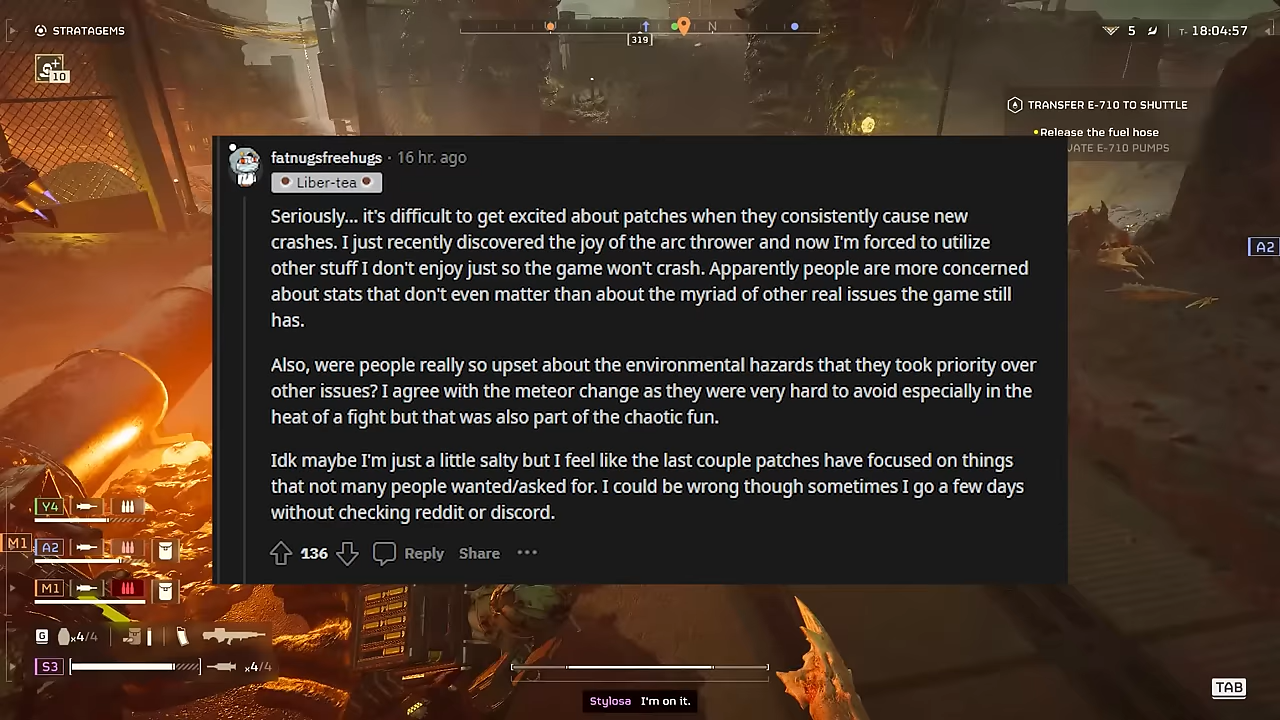 STRATAGEMS
10
319
N
5
T- 18:04:57
TRANSFER E-710 TO SHUTTLE
Release the fuel hose
VATE E-710 PUMPS
A2
fatnugsfreehugs · 16 hr. ago
Liber-tea
Seriously... it's difficult to get excited about patches when they consistently cause new
crashes. I just recently discovered the joy of the arc thrower and now I'm forced to utilize
other stuff I don't enjoy just so the game won't crash. Apparently people are more concerned
about stats that don't even matter than about the myriad of other real issues the game still
has.
Also, were people really so upset about the environmental hazards that they took priority over
other issues? I agree with the meteor change as they were very hard to avoid especially in the
heat of a fight but that was also part of the chaotic fun.
Idk maybe I'm just a little salty but I feel like the last couple patches have focused on things
that not many people wanted/asked for. I could be wrong though sometimes I go a few days
without checking reddit or discord.
136 Reply Share •••
Y4
M1
A2
M1
G x4/4
S3 x4/4
Stylosa I'm on it.
TAB